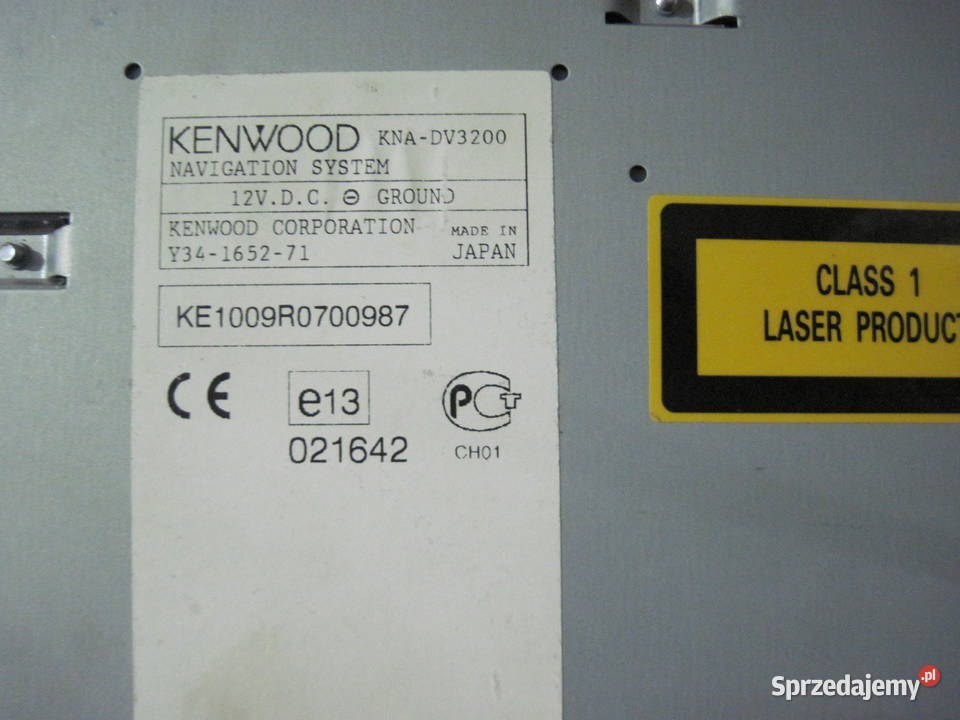 KENWOOD KNA-DV3200
NAVIGATION SYSTEM
12V.D.C. ⊖ GROUND
KENWOOD CORPORATION MADE IN
Y34-1652-71 JAPAN
KE1009R0700987
CE e13 PCT
021642 CH01
CLASS 1
LASER PRODUCT
Sprzedajemy.pl